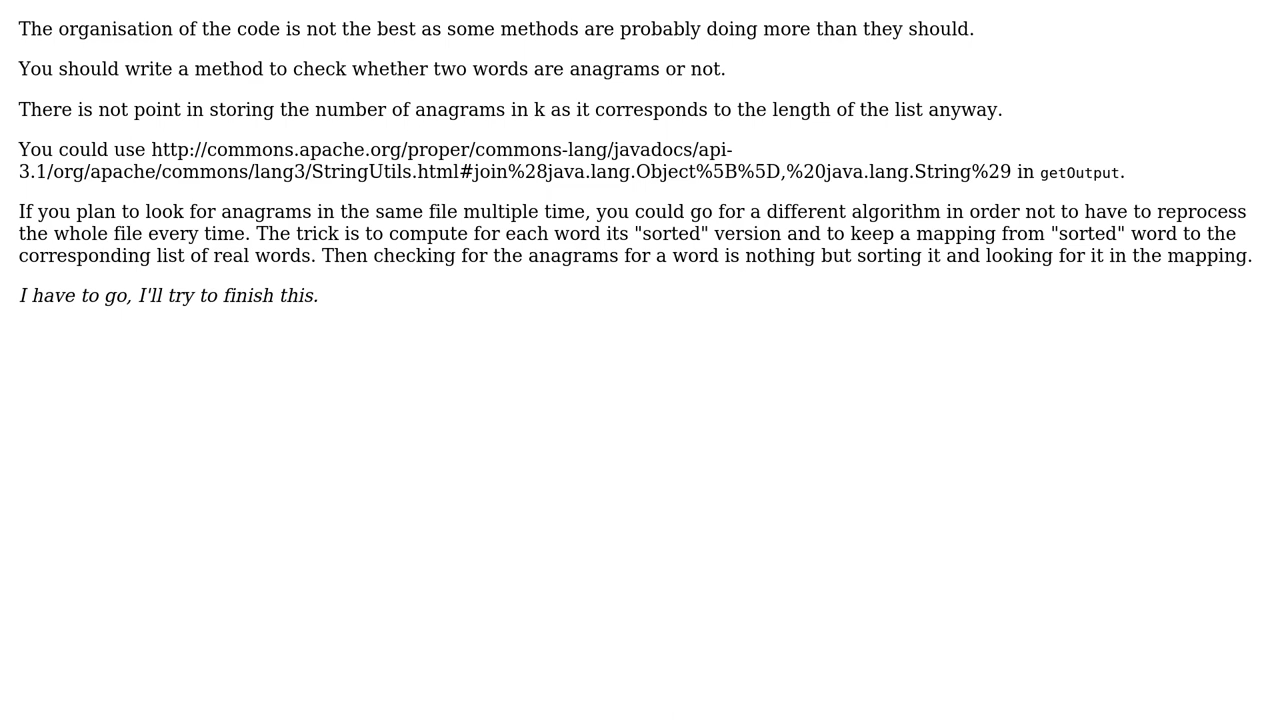 The organisation of the code is not the best as some methods are probably doing more than they should.
You should write a method to check whether two words are anagrams or not.
There is not point in storing the number of anagrams in k as it corresponds to the length of the list anyway.
You could use http://commons.apache.org/proper/commons-lang/javadocs/api-
3.1/org/apache/commons/lang3/StringUtils.html#join%28java.lang.Object%5B%5D,%20java.lang.String%29 in getOutput.
If you plan to look for anagrams in the same file multiple time, you could go for a different algorithm in order not to have to reprocess
the whole file every time. The trick is to compute for each word its "sorted" version and to keep a mapping from "sorted" word to the
corresponding list of real words. Then checking for the anagrams for a word is nothing but sorting it and looking for it in the mapping.
I have to go, I'll try to finish this.